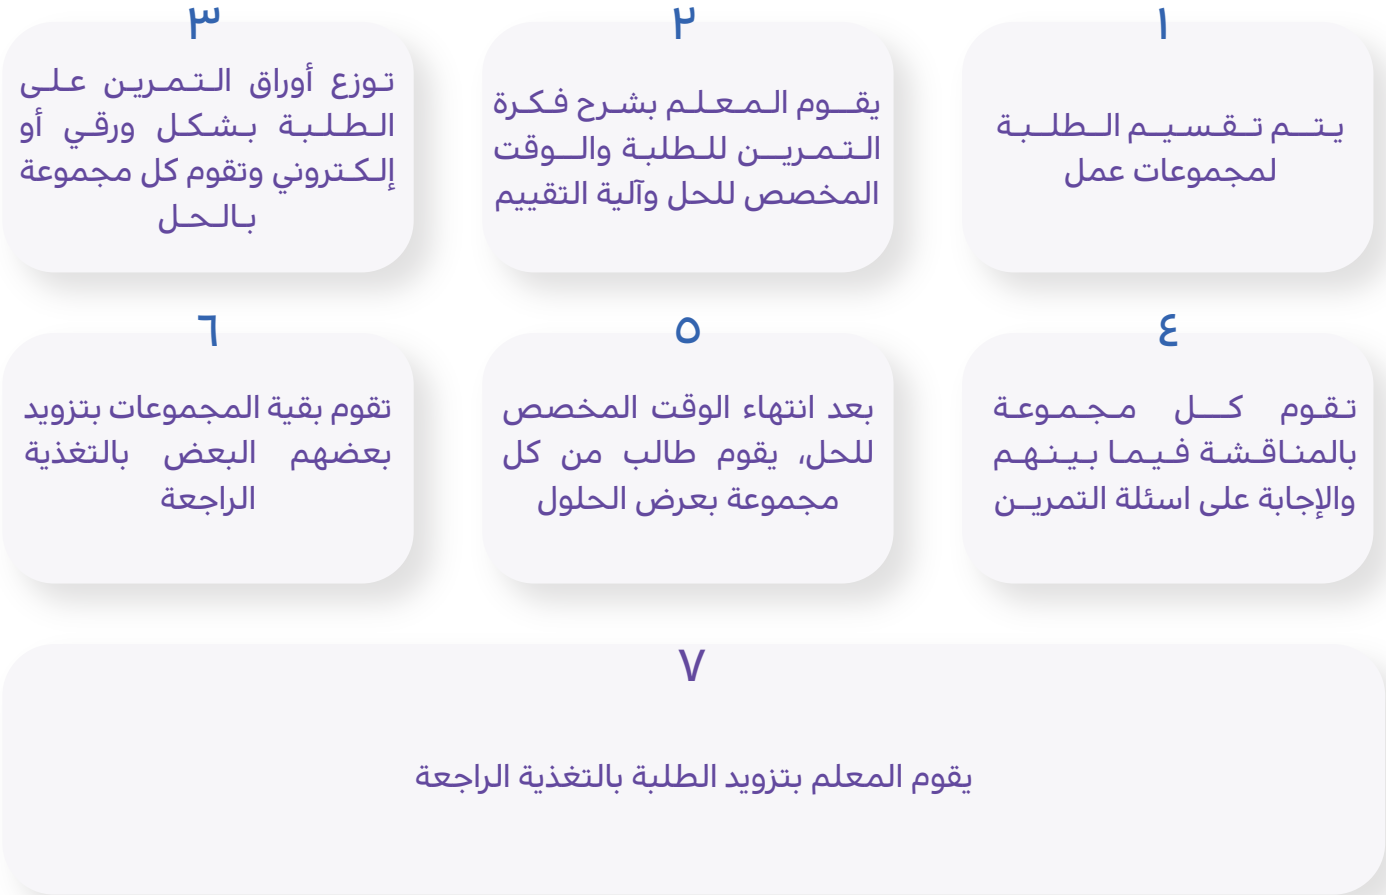 ١
يتم تقسيم الطلبة
لمجموعات عمل
٢
يقوم المعلم بشرح فكرة
التمرين للطلبة والوقت
المخصص للحل وآلية التقييم
٣
توزع أوراق التمرين على
الطلبة بشكل ورقي أو
إلكتروني وتقوم كل مجموعة
بالحل
٤
تقوم كل مجموعة
بالمناقشة فيما بينهم
والإجابة على اسئلة التمرين
٥
بعد انتهاء الوقت المخصص
للحل، يقوم طالب من كل
مجموعة بعرض الحلول
٦
تقوم بقية المجموعات بتزويد
بعضهم البعض بالتغذية
الراجعة
٧
يقوم المعلم بتزويد الطلبة بالتغذية الراجعة